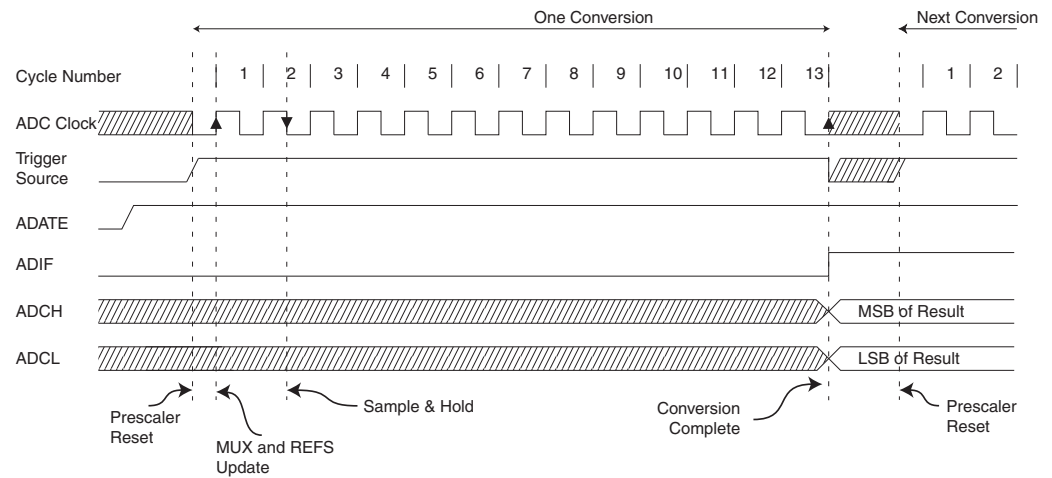 One Conversion
Next Conversion
Cycle Number
1 2 3 4 5 6 7 8 9 10 11 12 13 1 2
ADC Clock
Trigger
Source
ADATE
ADIF
ADCH
MSB of Result
ADCL
LSB of Result
Prescaler
Reset
MUX and REFS
Update
Sample & Hold
Conversion
Complete
Prescaler
Reset